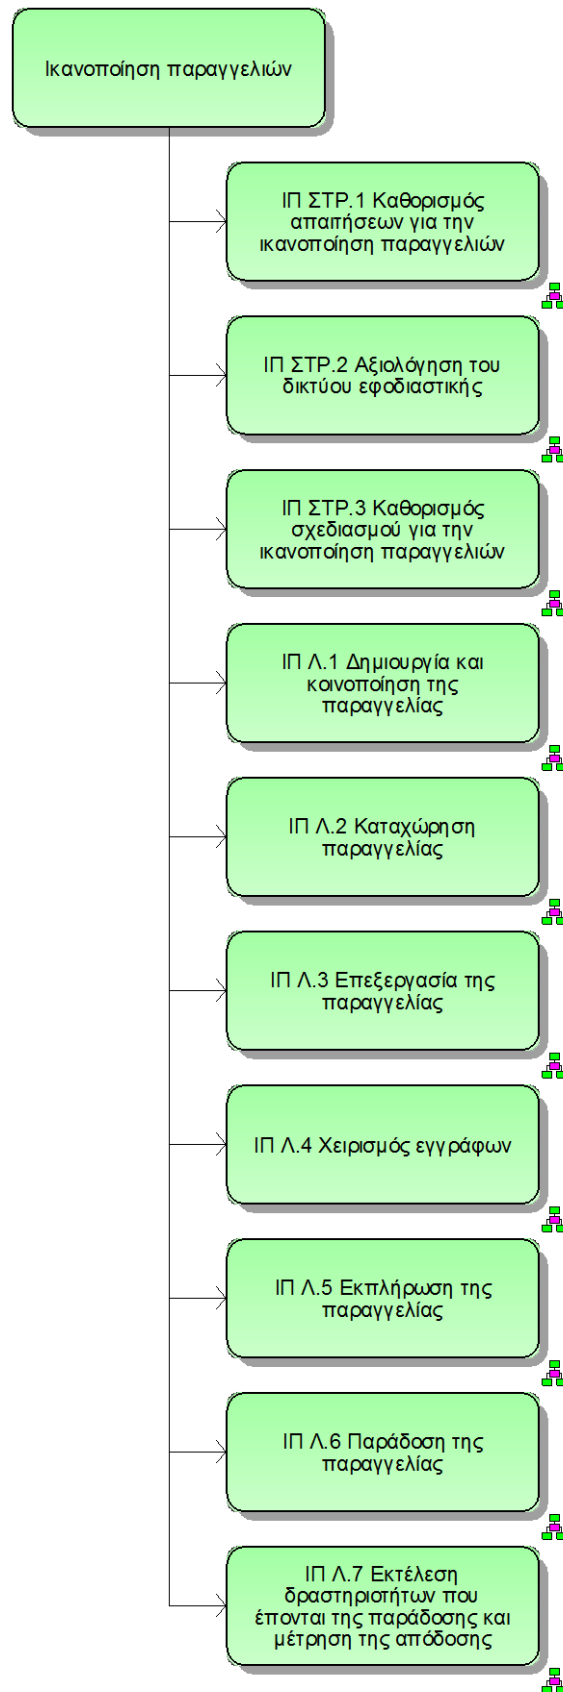 Ικανοποίηση παραγγελιών
ΙΠ ΣΤΡ.1 Καθορισμός
απαιτήσεων για την
ικανοποίηση παραγγελιών
ΙΠ ΣΤΡ.2 Αξιολόγηση του
δικτύου εφοδιαστικής
ΙΠ ΣΤΡ.3 Καθορισμός
σχεδιασμού για την
ικανοποίηση παραγγελιών
ΙΠ Λ.1 Δημιουργία και
κοινοποίηση της
παραγγελίας
ΙΠ Λ.2 Καταχώρηση
παραγγελίας
ΙΠ Λ.3 Επεξεργασία της
παραγγελίας
ΙΠ Λ.4 Χειρισμός εγγράφων
ΙΠ Λ.5 Εκπλήρωση της
παραγγελίας
ΙΠ Λ.6 Παράδοση της
παραγγελίας
ΙΠ Λ.7 Εκτέλεση
δραστηριοτήτων που
έπονται της παράδοσης και
μέτρηση της απόδοσης